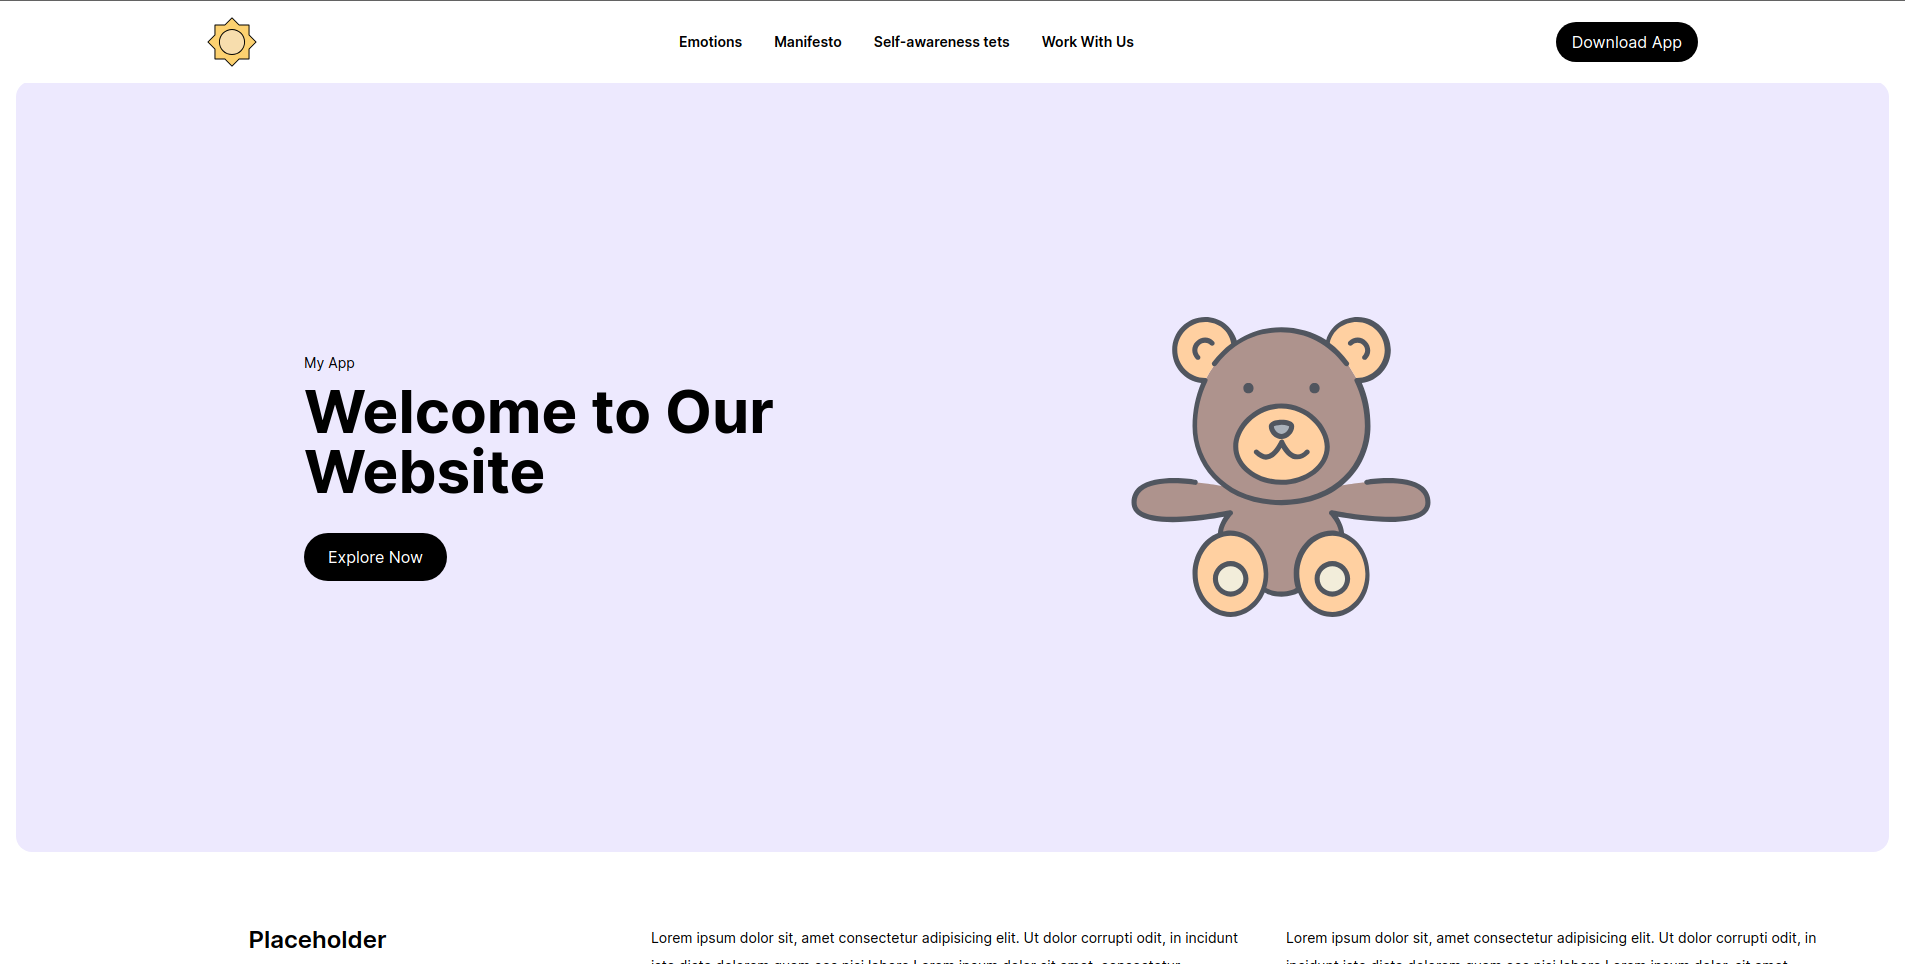 Emotions
Manifesto
Self-awareness tets
Work With Us
Download App
My App
Welcome to Our
Website
Explore Now
Placeholder
Lorem ipsum dolor sit, amet consectetur adipisicing elit. Ut dolor corrupti odit, in incidunt
Lorem ipsum dolor sit, amet consectetur adipisicing elit. Ut dolor corrupti odit, in